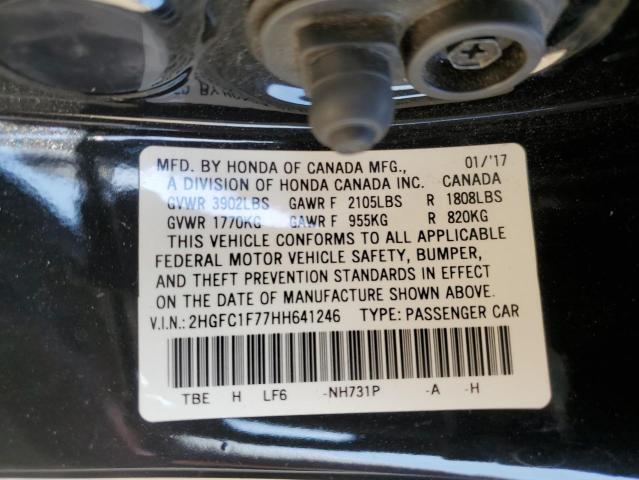 MFD. BY HONDA OF CANADA MFG., 01/'17
A DIVISION OF HONDA CANADA INC. CANADA
GVWR 3902LBS GAWR F 2105LBS R 1808LBS
GVWR 1770KG GAWR F 955KG R 820KG
THIS VEHICLE CONFORMS TO ALL APPLICABLE
FEDERAL MOTOR VEHICLE SAFETY, BUMPER,
AND THEFT PREVENTION STANDARDS IN EFFECT
ON THE DATE OF MANUFACTURE SHOWN ABOVE.
V.I.N.: 2HGFC1F77HH641246 TYPE: PASSENGER CAR
TBE H LF6 -NH731P -A -H